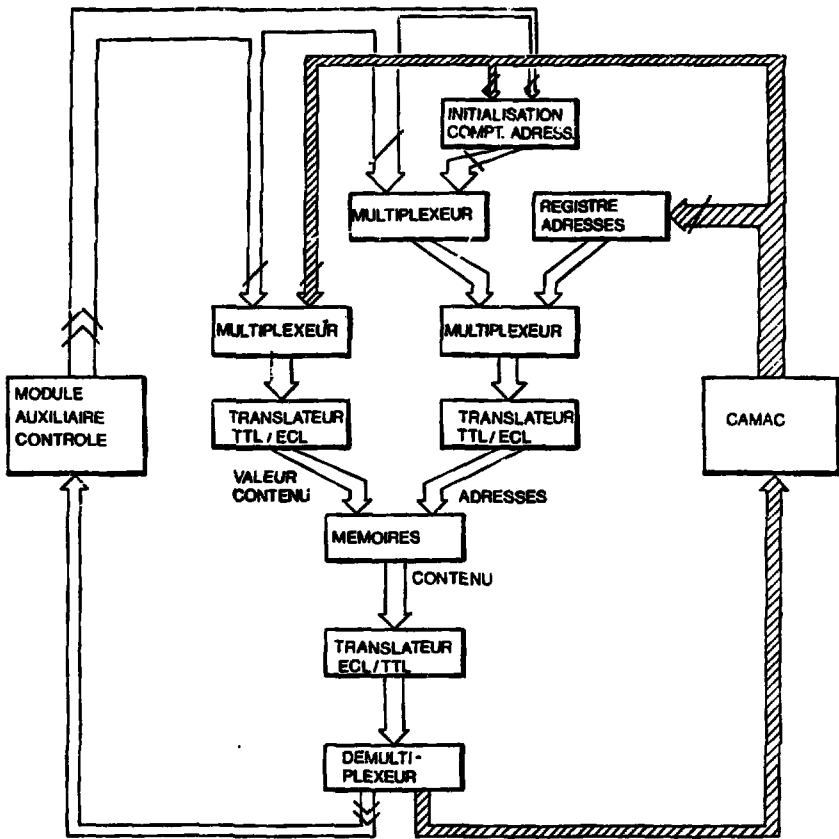 INITIALISATION
COMPT. ADRESS.
MULTIPLEXEUR
REGISTRE
ADRESSES
MULTIPLEXEUR
MULTIPLEXEUR
MODULE
AUXILIAIRE
CONTROLE
TRANSLATEUR
TTL/ECL
TRANSLATEUR
TTL/ECL
CAMAC
VALEUR
CONTENU
ADRESSES
MEMOIRES
CONTENU
TRANSLATEUR
ECL/TTL
DEMULTI-
PLEXEUR